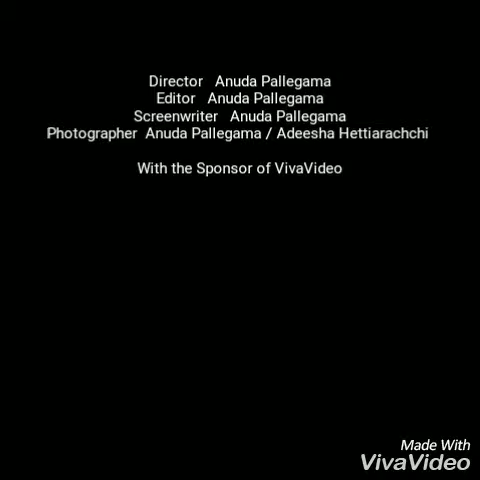 Director Anuda Pallegama
Editor Anuda Pallegama
Screenwriter Anuda Pallegama
Photographer Anuda Pallegama / Adeesha Hettiarachchi
With the Sponsor of VivaVideo
Made With
VivaVideo